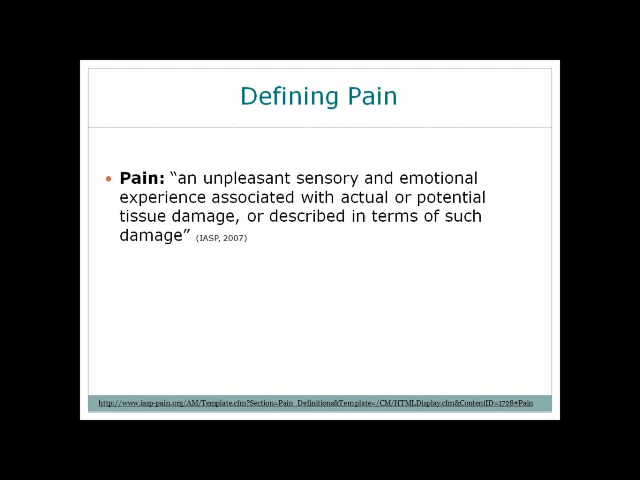 Defining Pain
• Pain: “an unpleasant sensory and emotional
experience associated with actual or potential
tissue damage, or described in terms of such
damage” (IASP, 2007)
http://www.iasp-pain.org/AM/Template.cfm?Section=Pain_Definitions&Template=/CM/HTMLDisplay.cfm&ContentID=1728#Pain